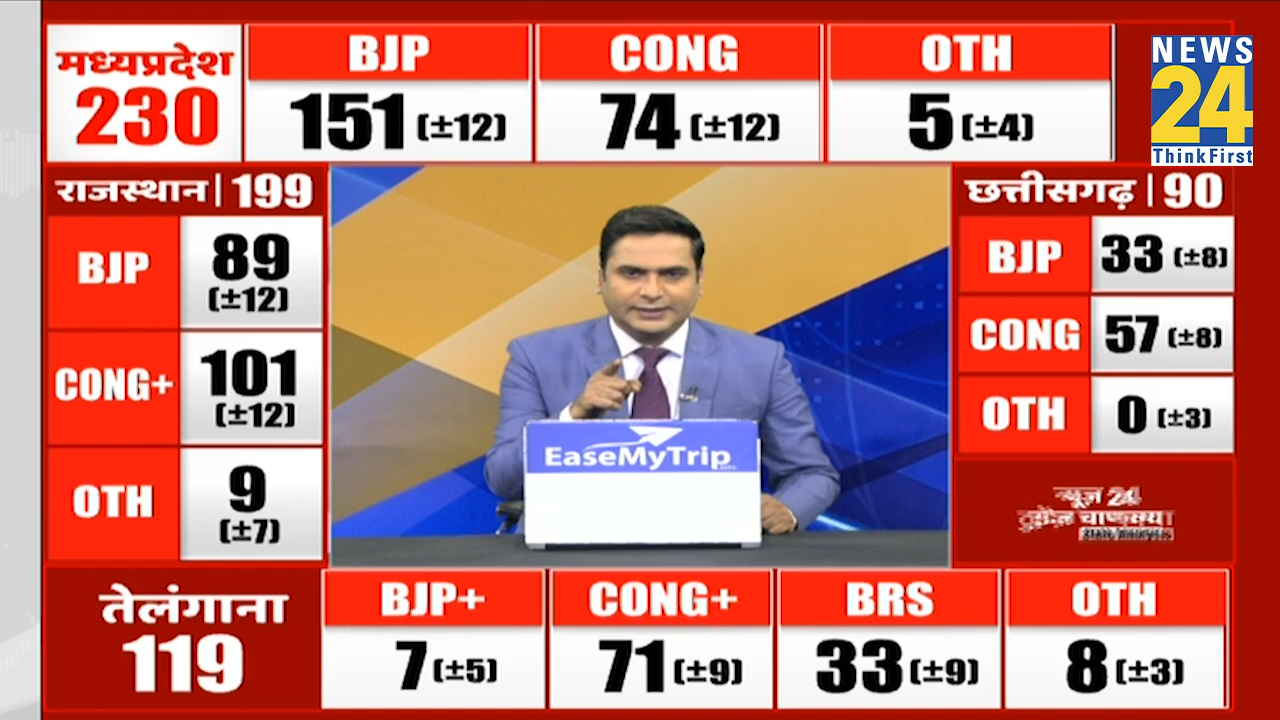 मध्यप्रदेश
230
BJP
151 (±12)
CONG
74 (±12)
OTH
5 (±4)
NEWS
24
ThinkFirst
राजस्थान | 199
BJP
89
(±12)
CONG+
101
(±12)
OTH
9
(±7)
EaseMyTrip
छत्तीसगढ़ | 90
BJP
33 (±8)
CONG
57 (±8)
OTH
0 (±3)
न्यूज़ 24
चाणक्या
तेलंगाना
119
BJP+
7 (±5)
CONG+
71 (±9)
BRS
33 (±9)
OTH
8 (±3)